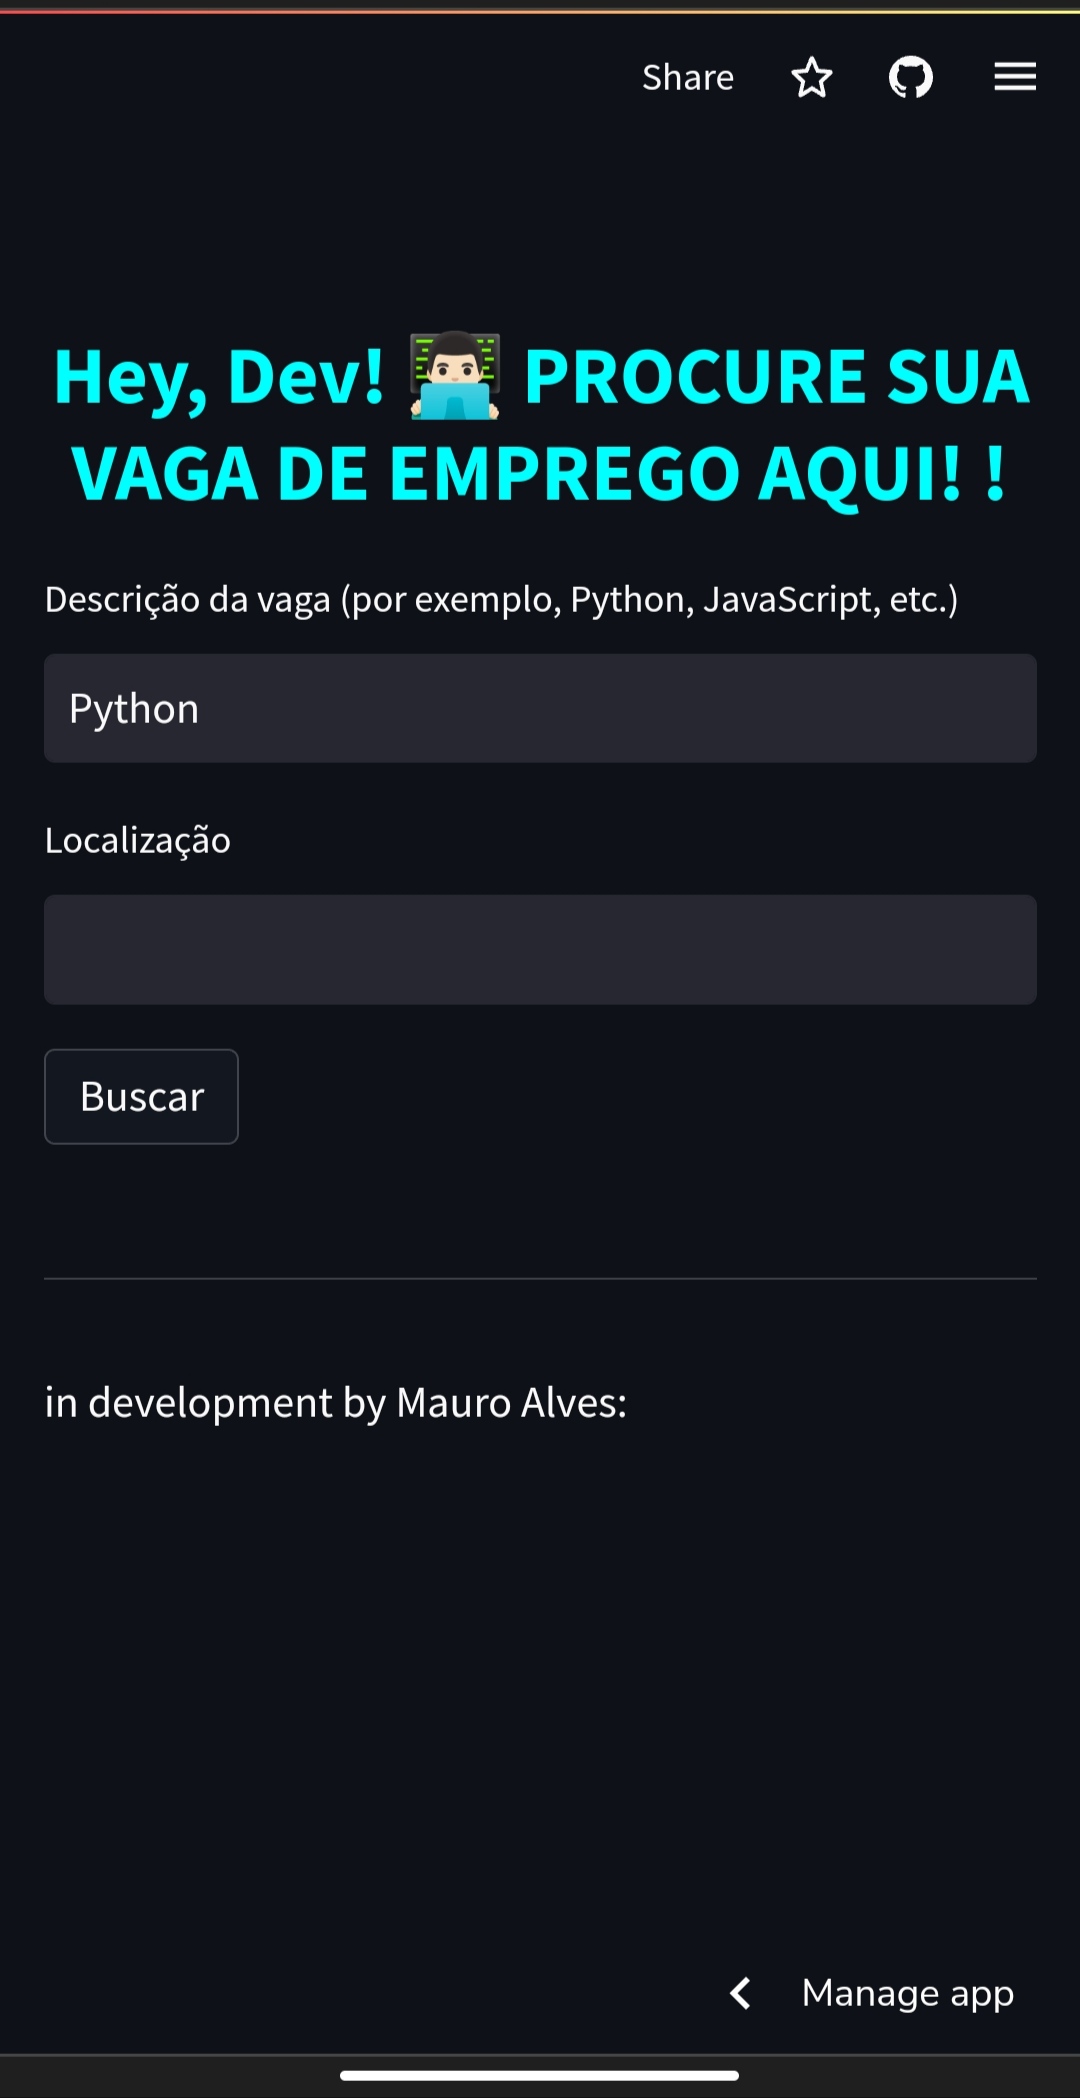 Share
Hey, Dev! 👨🏻‍💻 PROCURE SUA
VAGA DE EMPREGO AQUI! !
Descrição da vaga (por exemplo, Python, JavaScript, etc.)
Python
Localização
Buscar
in development by Mauro Alves:
Manage app